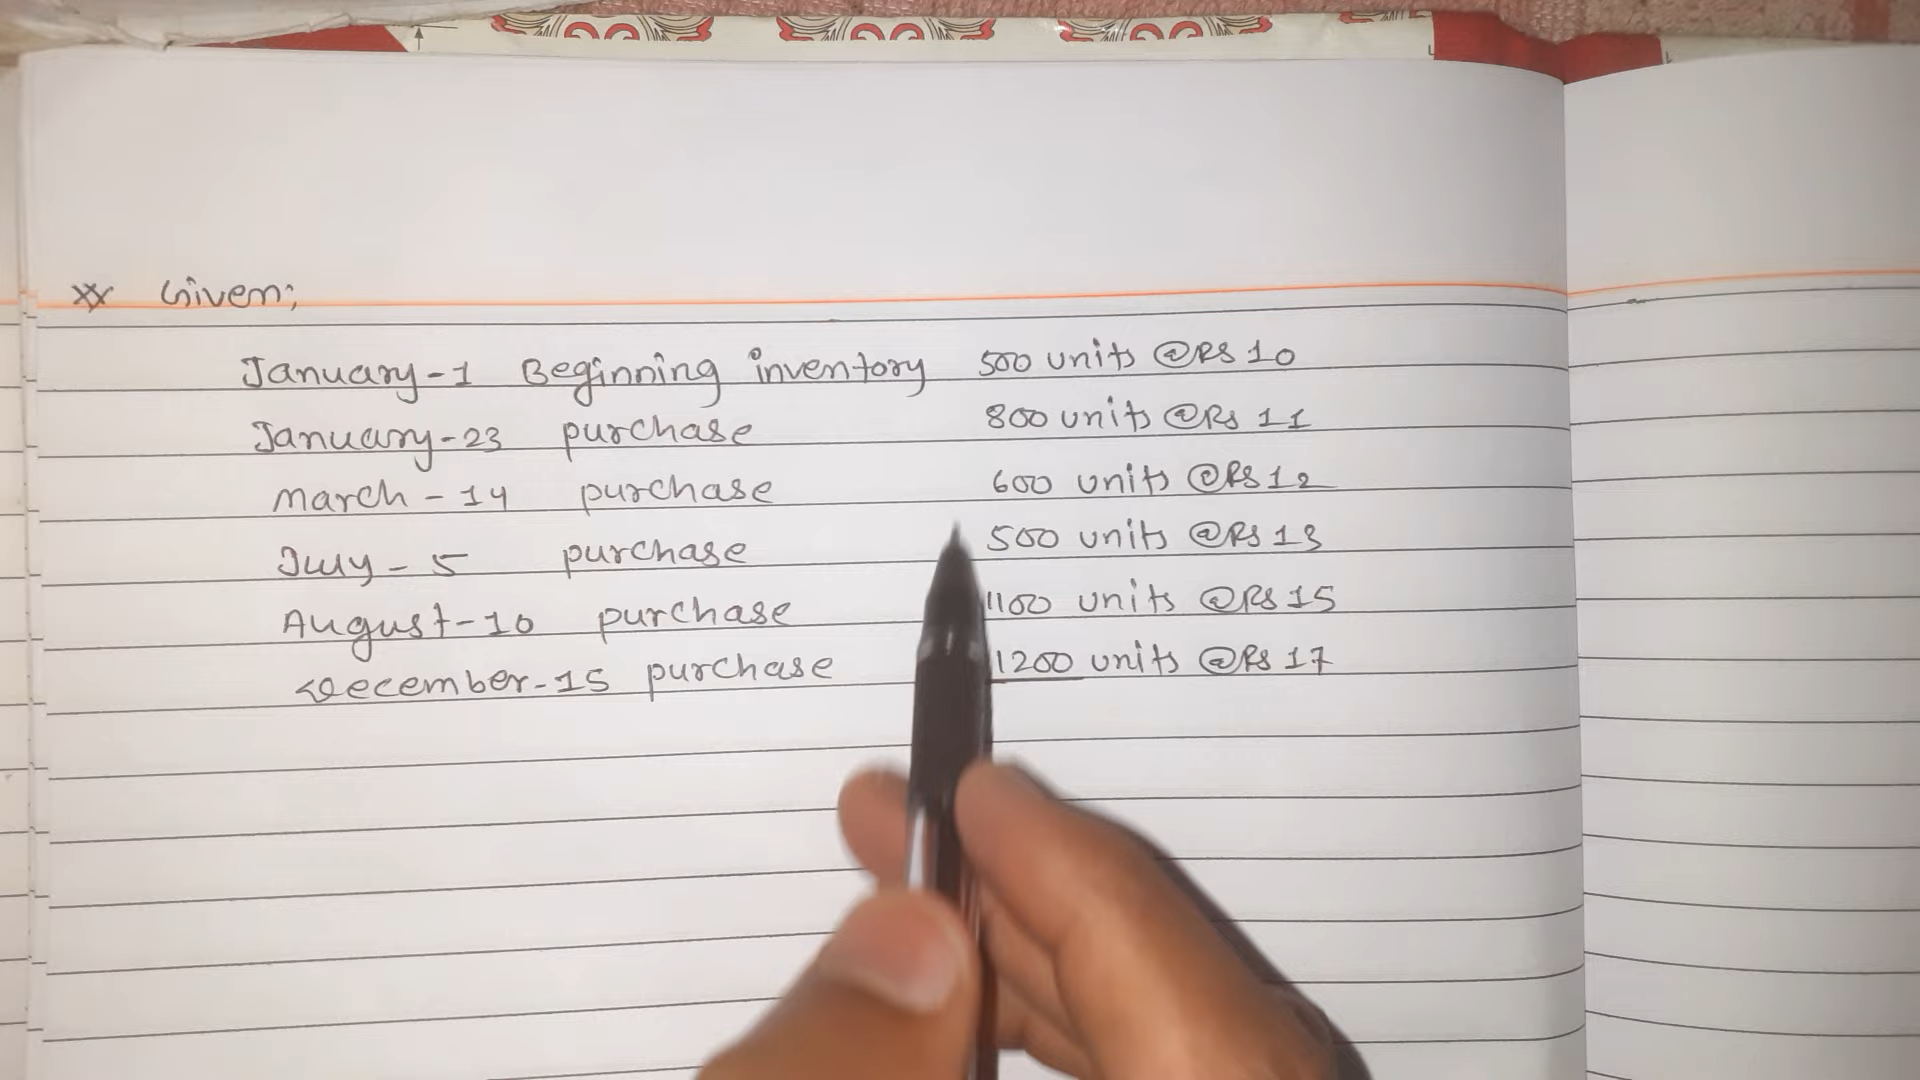 XX Given;
January-1 Beginning inventory 500 units @Rs 10
January-23 purchase 800 units @Rs 11
March-14 purchase 600 units @Rs 12
July-5 purchase 500 units @Rs 13
August-10 purchase 1100 units @Rs 15
December-15 purchase 1200 units @Rs 17